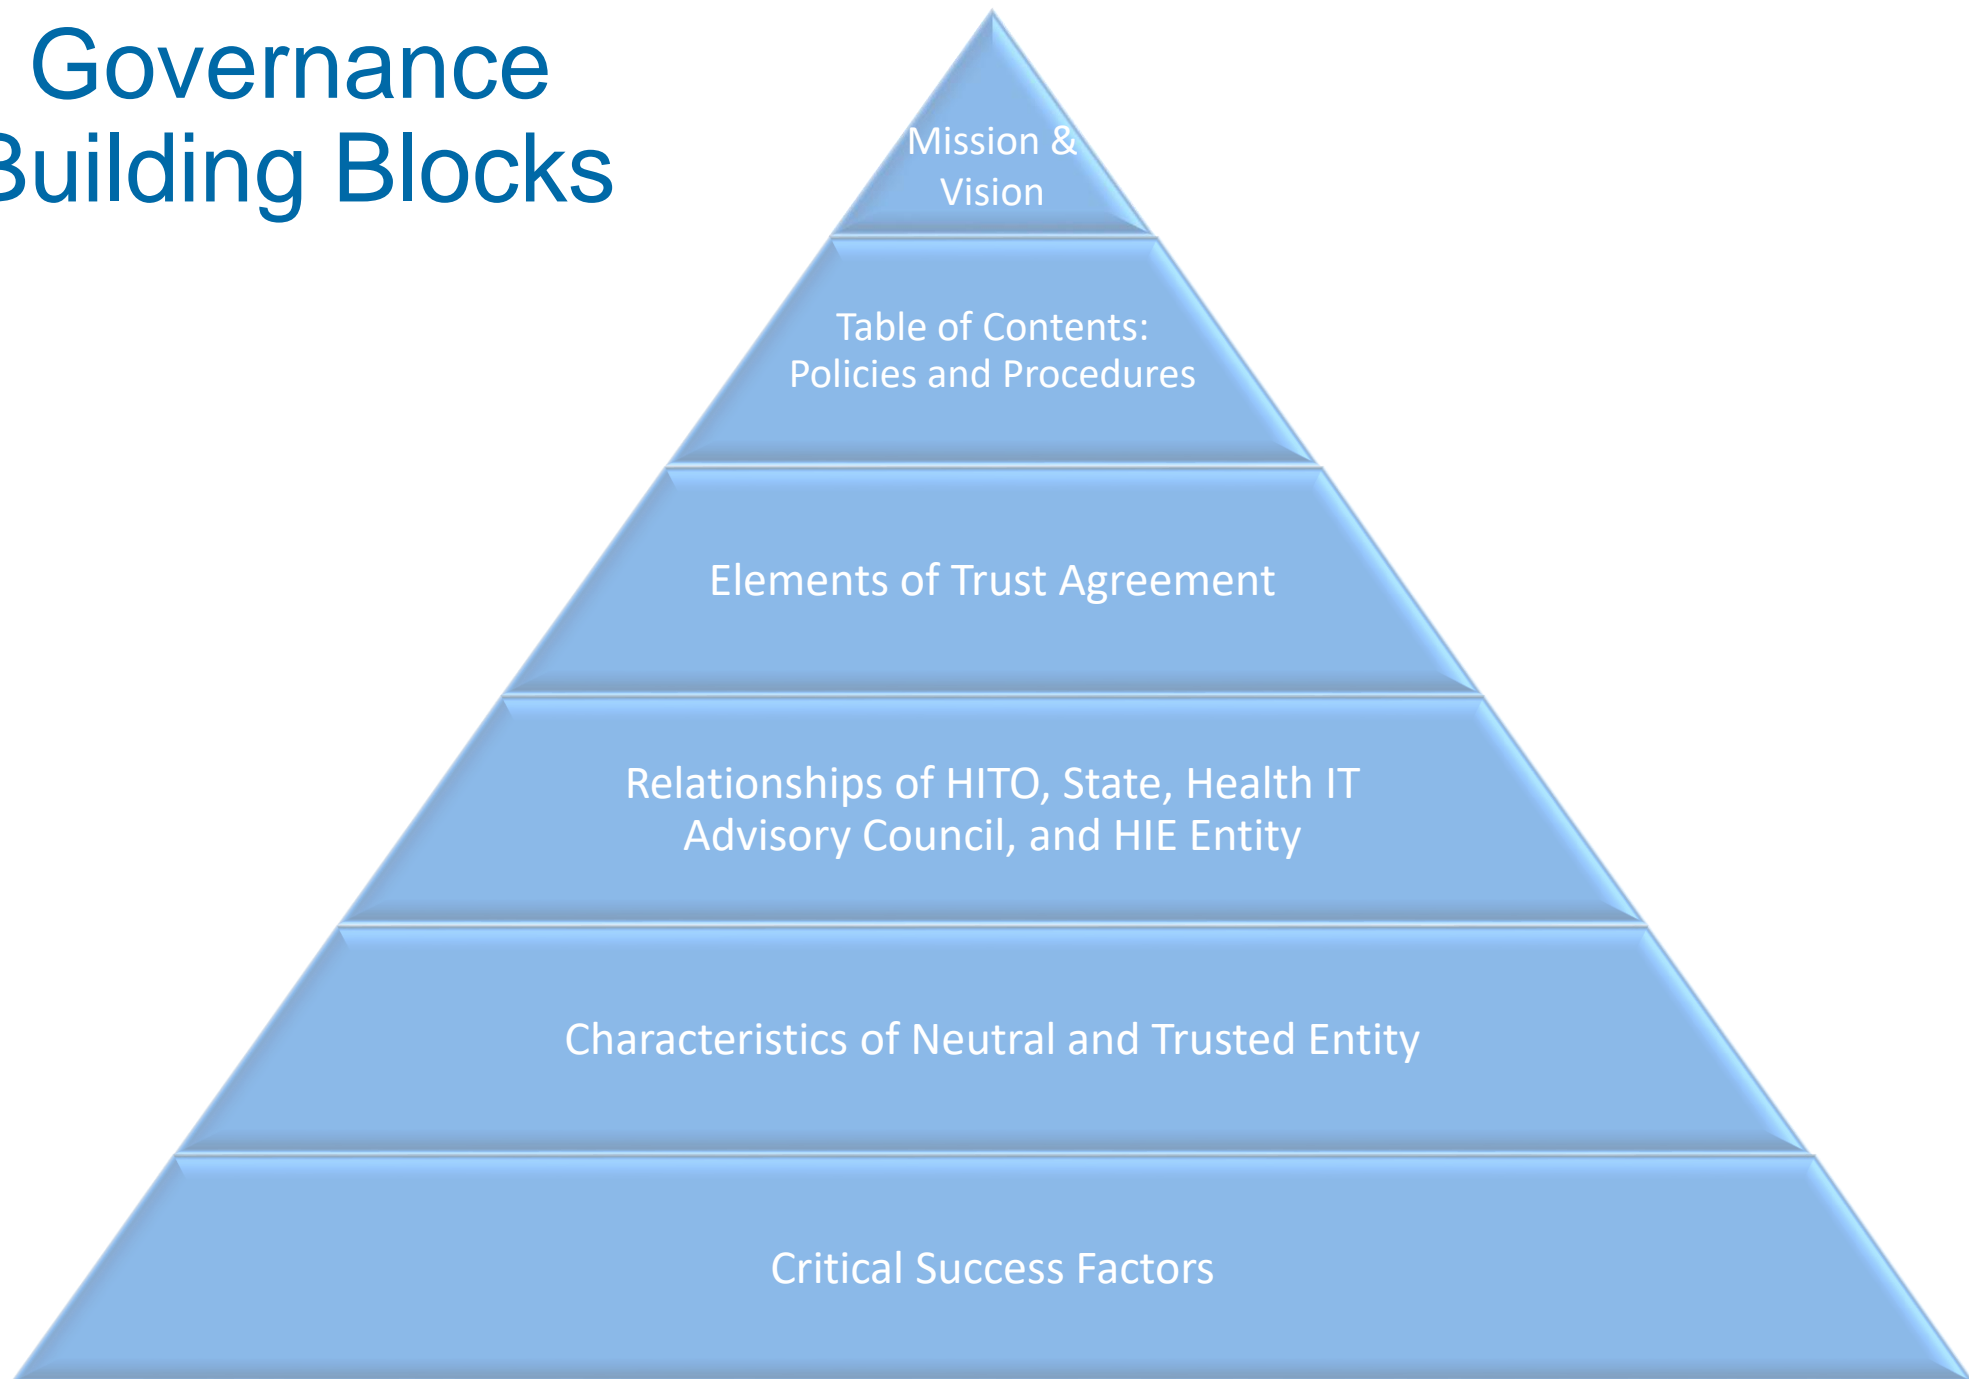 Governance
Building Blocks
Mission &
Vision
Table of Contents:
Policies and Procedures
Elements of Trust Agreement
Relationships of HITO, State, Health IT
Advisory Council, and HIE Entity
Characteristics of Neutral and Trusted Entity
Critical Success Factors